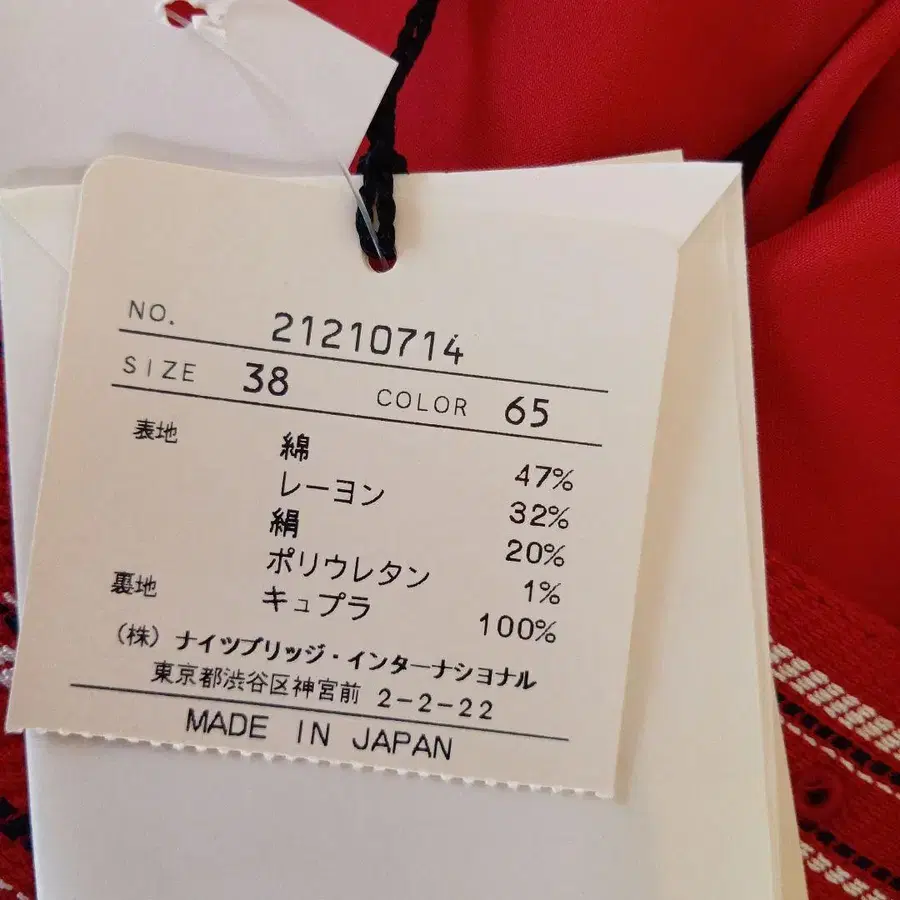 NO. 21210714
SIZE 38 COLOR 65
表地 綿 47%
レーヨン 32%
絹 20%
ポリウレタン 1%
裏地 キュプラ 100%
(株) ナイツブリッジ・インターナショナル
東京都渋谷区神宮前 2-2-22
MADE IN JAPAN